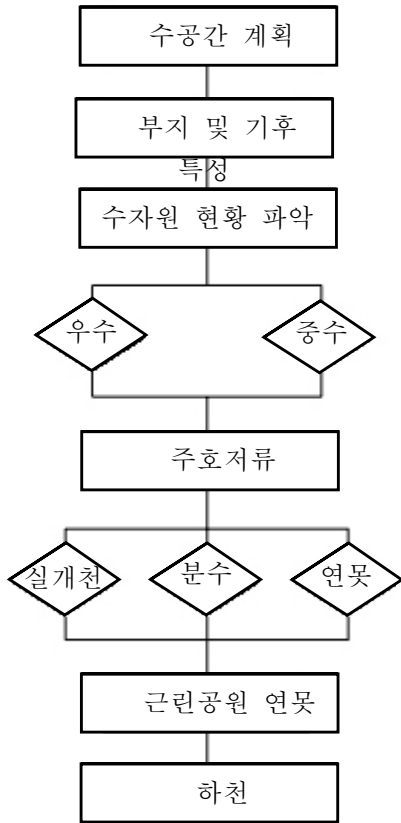 수공간 계획
부지 및 기후
특성
수자원 현황 파악
우수 중수
주호저류
실개천 분수 연못
근린공원 연못
하천